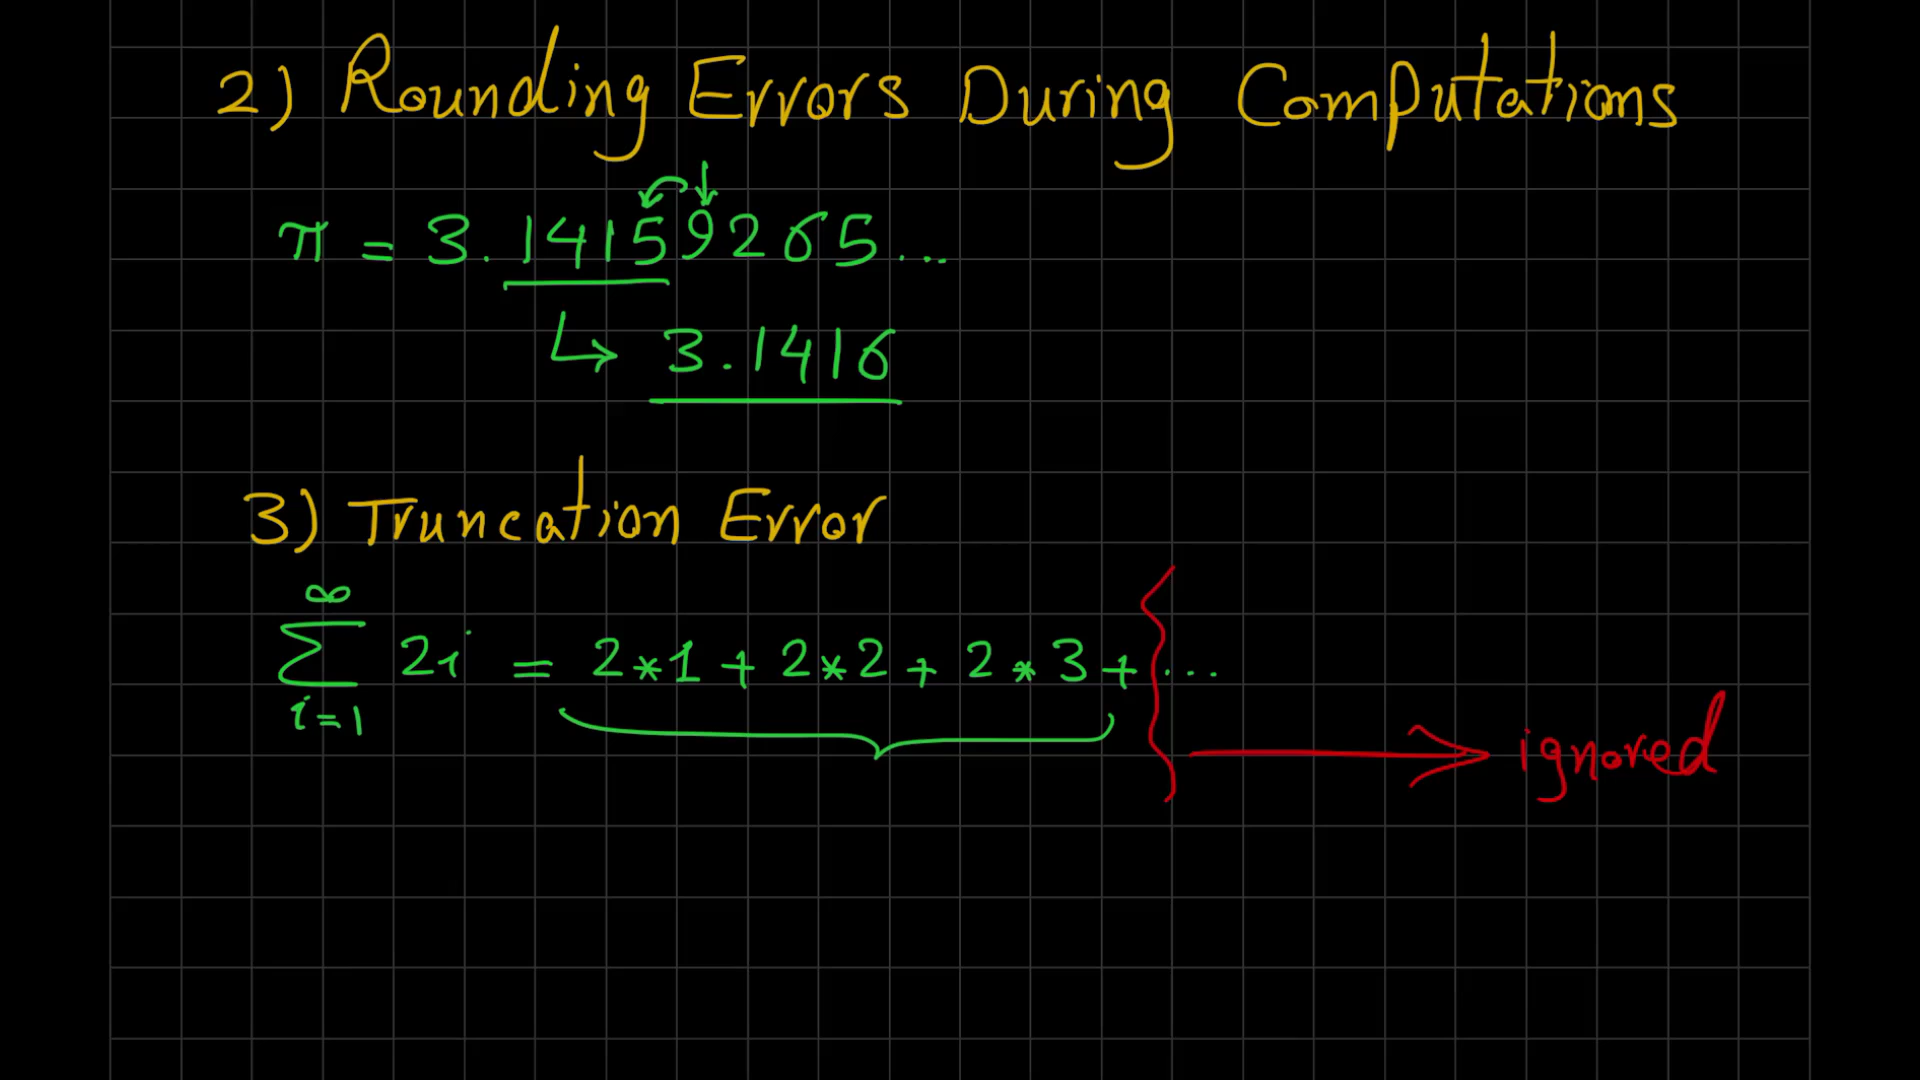 2) Rounding Errors During Computations
π = 3.14159265...
↳ 3.1416
3) Truncation Error
∞
∑ 2i = 2*1 + 2*2 + 2*3 + ...
i=1
ignored